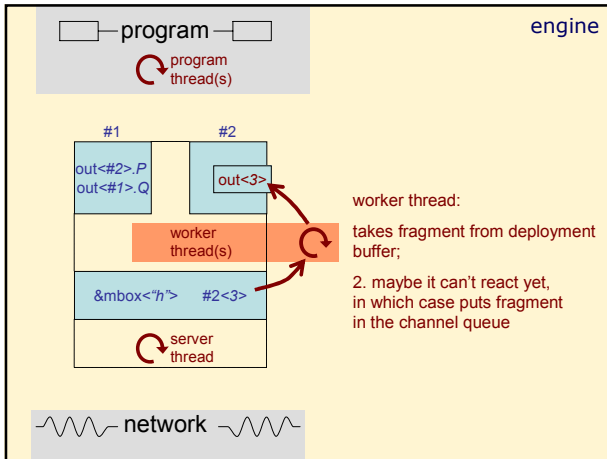 engine
program
program
thread(s)
#1
#2
out<#2>.P
out<#1>.Q
out<3>
worker
thread(s)
&mbox<“h”>
#2<3>
server
thread
network
worker thread:
takes fragment from deployment
buffer;
2. maybe it can’t react yet,
in which case puts fragment
in the channel queue